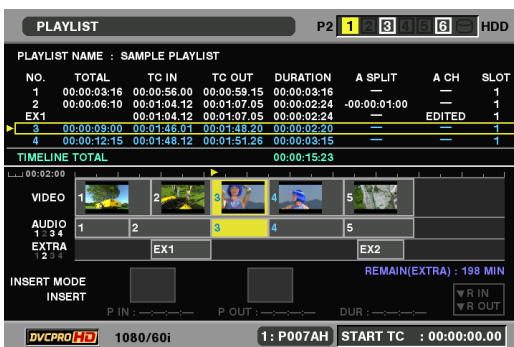 PLAYLIST P2 1 2 3 4 5 6 HDD
PLAYLIST NAME : SAMPLE PLAYLIST
NO. TOTAL TC IN TC OUT DURATION A SPLIT A CH SLOT
1 00:00:03:16 00:00:56.00 00:00:59.15 00:00:03:16 — — 1
2 00:00:06:10 00:01:04.12 00:01:07.05 00:00:02:24 -00:00:01:00 — 1
EX1 00:01:04.12 00:01:07.05 00:00:02:24 EDITED 1
3 00:00:09:00 00:01:46.01 00:01:48.20 00:00:02:20 — — 1
4 00:00:12:15 00:01:48.12 00:01:51.26 00:00:03:15 — — 1
TIMELINE TOTAL 00:00:15:23
00:02:00
VIDEO 1 2 3 4 5
AUDIO 1 2 3 4 5
1 2 3 4
EXTRA EX1 EX2
1 2 3 4
REMAIN(EXTRA) : 198 MIN
INSERT MODE
INSERT
▼R IN
▼R OUT
P IN : —:—:—:— P OUT : —:—:—:— DUR : —:—:—:—
DVCPRO HD 1080/60i 1: P007AH START TC : 00:00:00.00